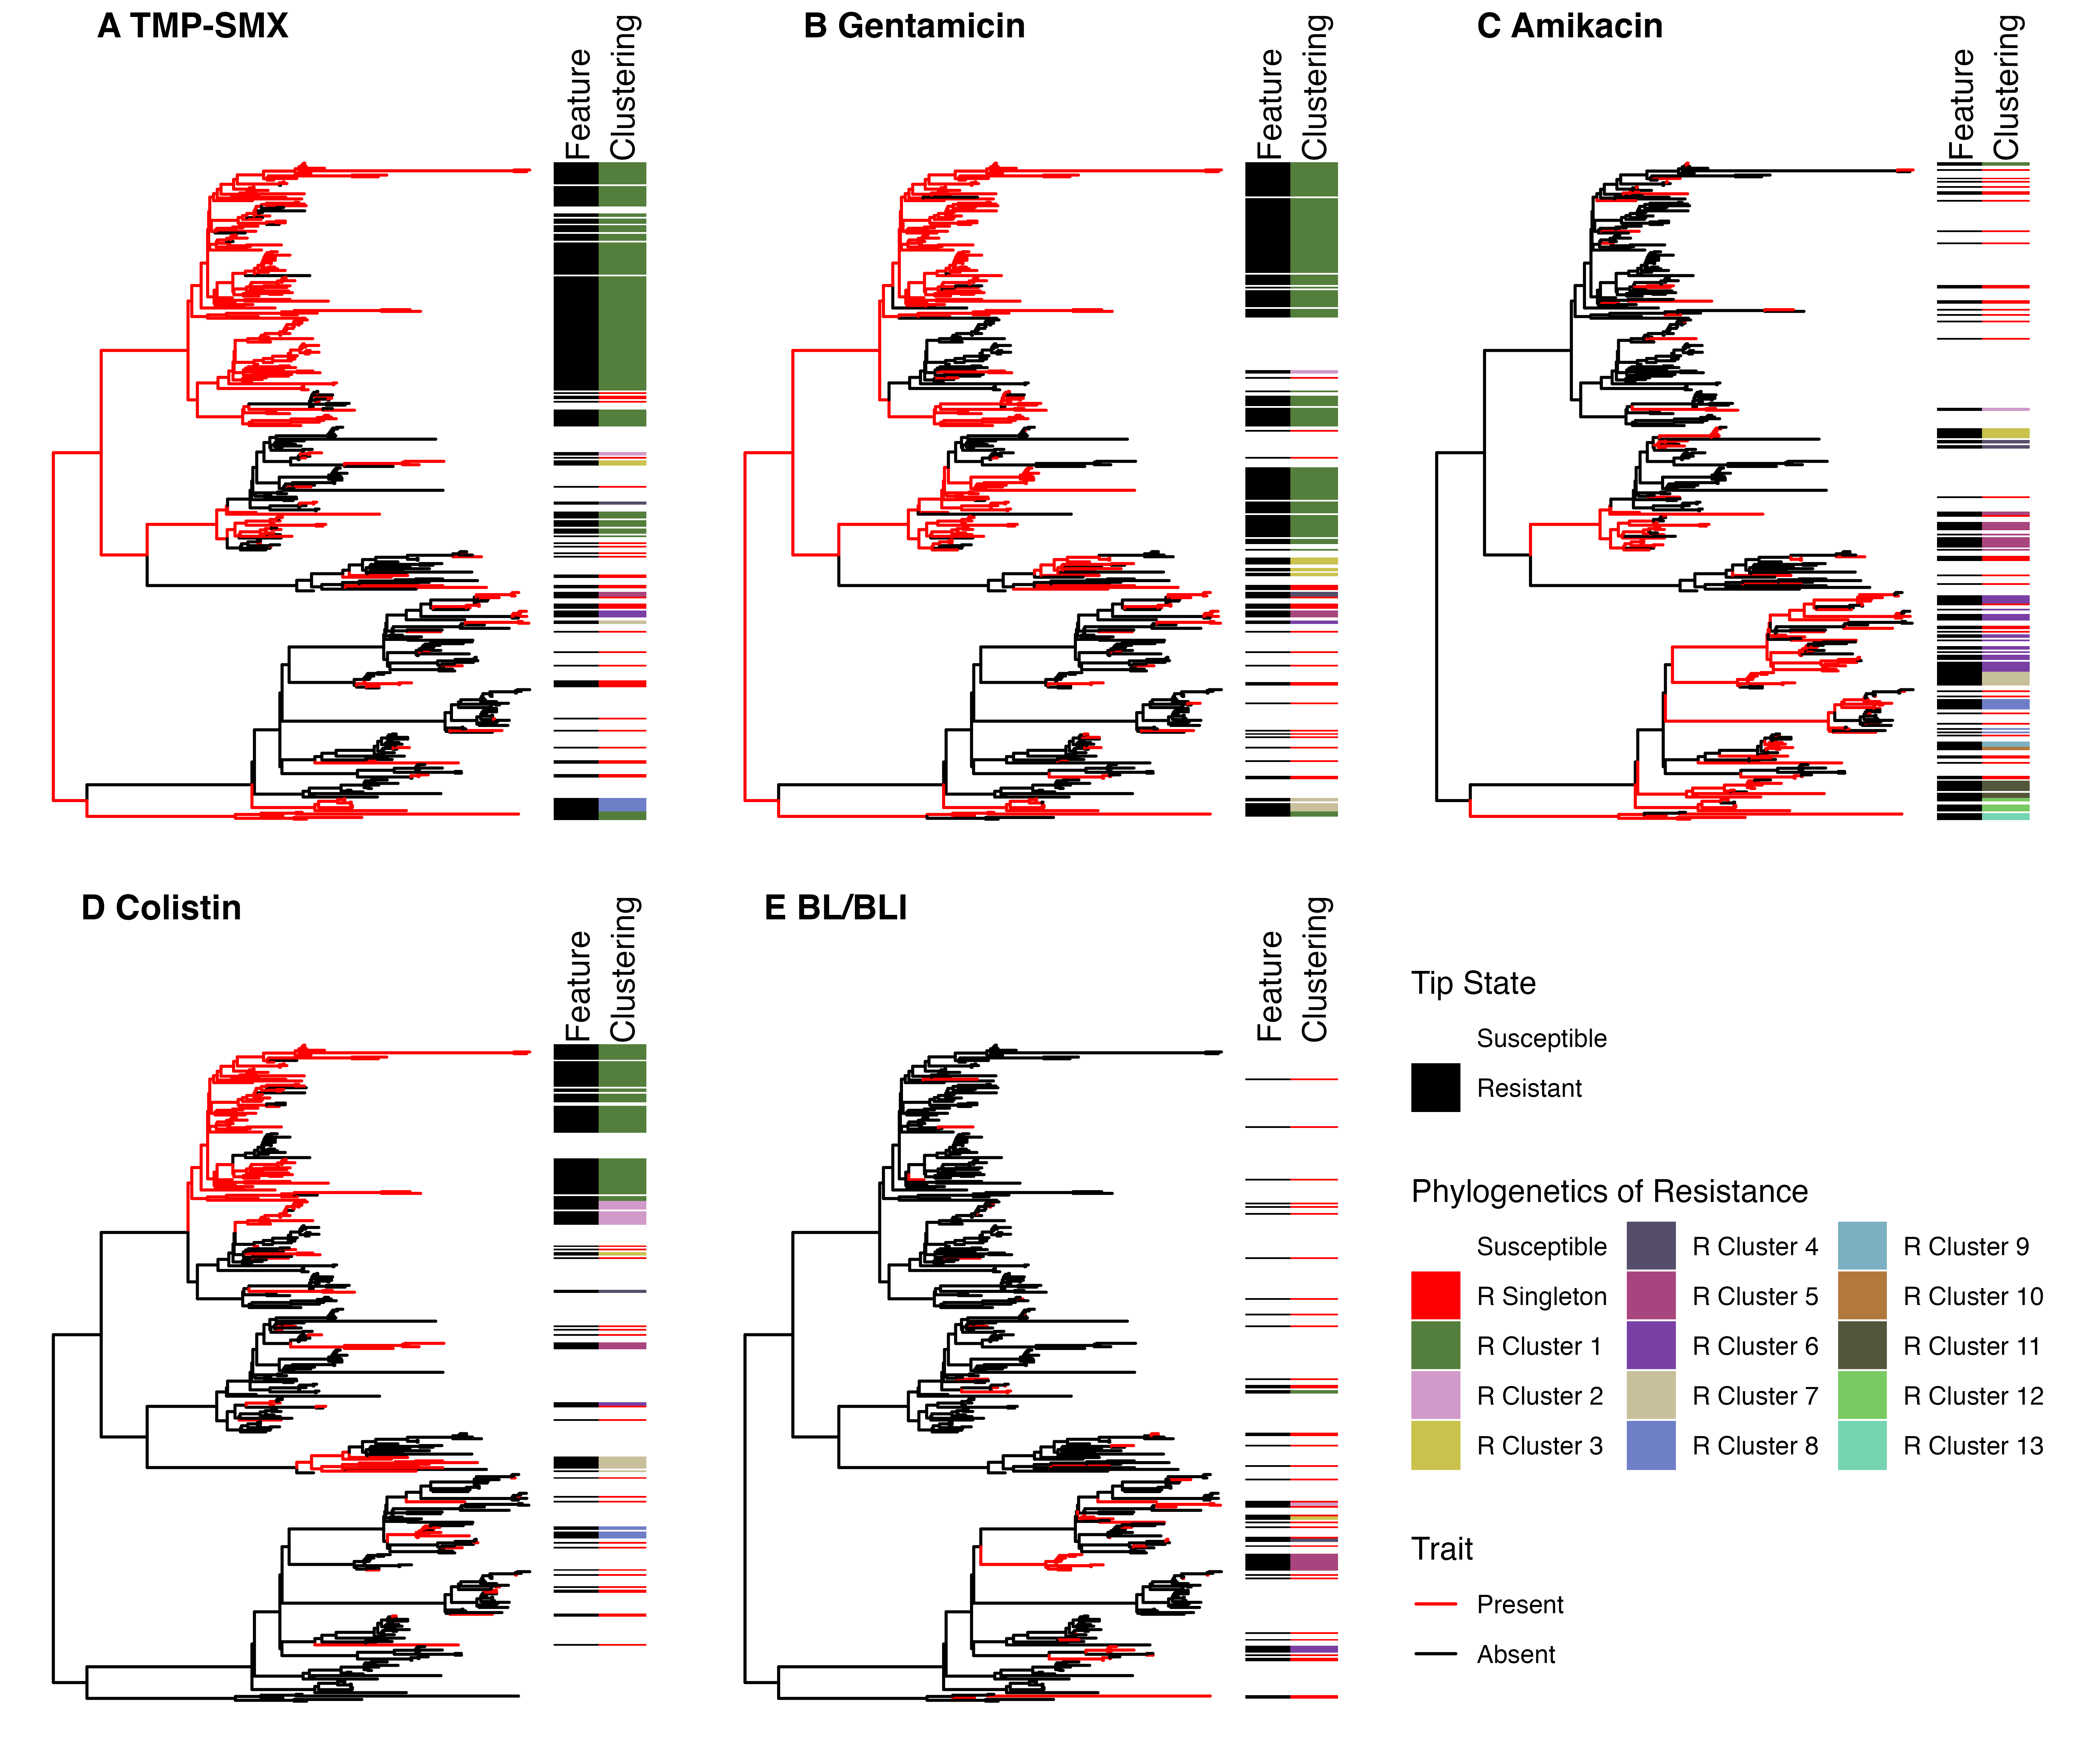 A TMP-SMX
Feature
Clustering
B Gentamicin
Feature
Clustering
C Amikacin
Feature
Clustering
D Colistin
Feature
Clustering
E BL/BLI
Feature
Clustering
Tip State
Susceptible
Resistant
Phylogenetics of Resistance
Susceptible
R Singleton
R Cluster 1
R Cluster 2
R Cluster 3
R Cluster 4
R Cluster 5
R Cluster 6
R Cluster 7
R Cluster 8
R Cluster 9
R Cluster 10
R Cluster 11
R Cluster 12
R Cluster 13
Trait
Present
Absent